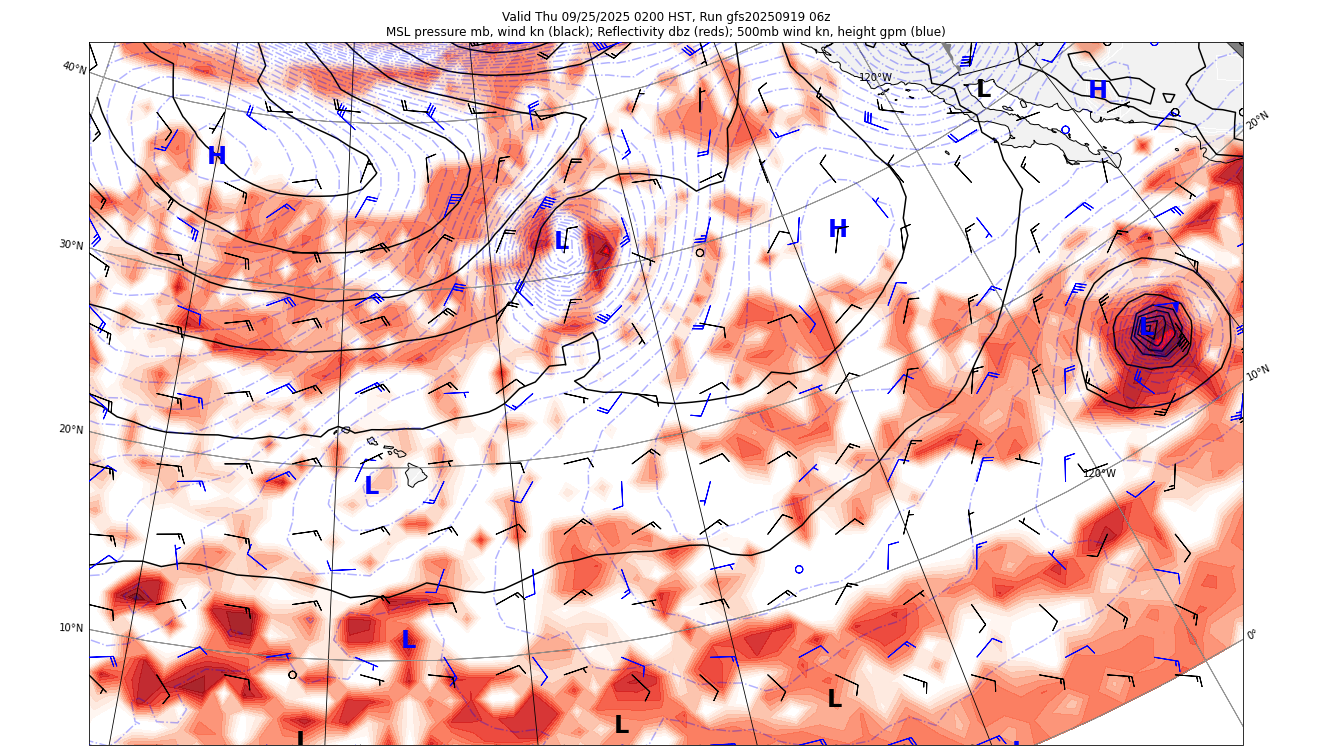 Valid Thu 09/25/2025 0200 HST, Run gfs20250919 06z
MSL pressure mb, wind kn (black); Reflectivity dbz (reds); 500mb wind kn, height gpm (blue)
40°N
120°W
L
H
20°N
H
30°N
L
H
L
10°N
20°N
L
120°W
10°N
L
0°
L
L
L